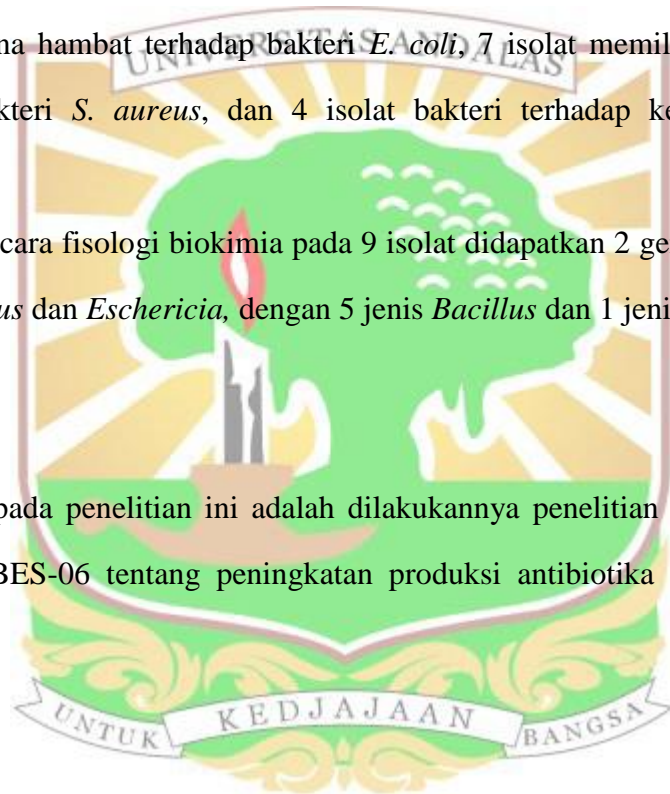 na hambat terhadap bakteri E. coli, 7 isolat memil
UNIVERSITAS ANDALAS
kteri S. aureus, dan 4 isolat bakteri terhadap ke
cara fisologi biokimia pada 9 isolat didapatkan 2 ge
us dan Eschericia, dengan 5 jenis Bacillus dan 1 jeni
pada penelitian ini adalah dilakukannya penelitian
BES-06 tentang peningkatan produksi antibiotika
UNTUK KEDJAJAAN BANGSA